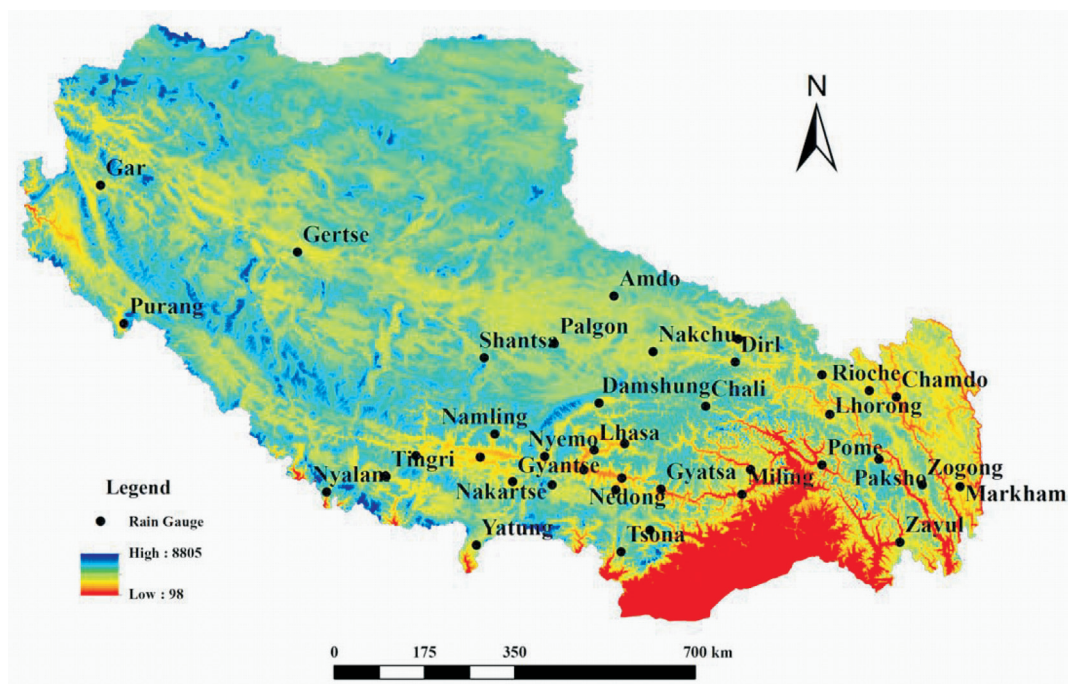 N
Gar
Gertse
Amdo
Purang
Palgon
Shantsa
Nakchu
Dirl
Rioche
Chamdo
Damshung
Chali
Lhorong
Namling
Nyemo
Lhasa
Pome
Tingri
Gyantse
Gyatsa
Paksho
Zogong
Nyalam
Nakartse
Nedong
Miling
Markham
Yatung
Tsona
Zayul
Legend
Rain Gauge
High : 8805
Low : 98
0 175 350 700 km